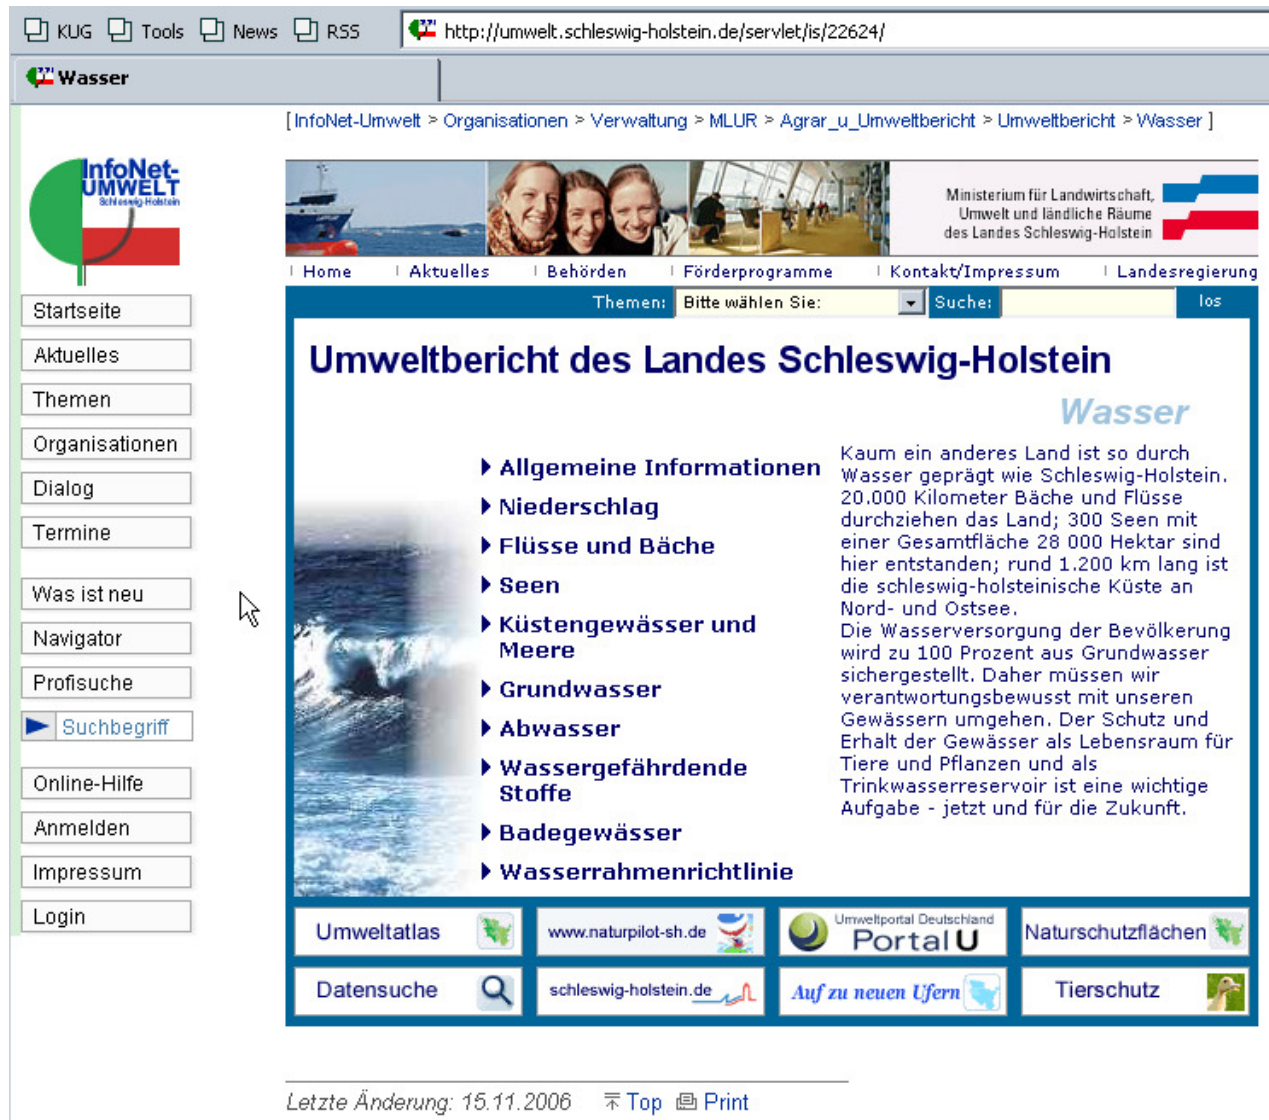 KUG Tools News RSS http://umwelt.schleswig-holstein.de/servlet/is/22624/
Wasser
[ InfoNet-Umwelt > Organisationen > Verwaltung > MLUR > Agrar_u_Umweltbericht > Umweltbericht > Wasser ]
InfoNet-
UMWELT
Schleswig-Holstein
Startseite
Aktuelles
Themen
Organisationen
Dialog
Termine
Was ist neu
Navigator
Profisuche
Suchbegriff
Online-Hilfe
Anmelden
Impressum
Login
Ministerium für Landwirtschaft,
Umwelt und ländliche Räume
des Landes Schleswig-Holstein
Home Aktuelles Behörden Förderprogramme Kontakt/Impressum Landesregierung
Themen: Bitte wählen Sie: Suche: los
Umweltbericht des Landes Schleswig-Holstein
Wasser
Allgemeine Informationen
Niederschlag
Flüsse und Bäche
Seen
Küstengewässer und
Meere
Grundwasser
Abwasser
Wassergefährdende
Stoffe
Badegewässer
Wasserrahmenrichtlinie
Kaum ein anderes Land ist so durch
Wasser geprägt wie Schleswig-Holstein.
20.000 Kilometer Bäche und Flüsse
durchziehen das Land; 300 Seen mit
einer Gesamtfläche 28 000 Hektar sind
hier entstanden; rund 1.200 km lang ist
die schleswig-holsteinische Küste an
Nord- und Ostsee.
Die Wasserversorgung der Bevölkerung
wird zu 100 Prozent aus Grundwasser
sichergestellt. Daher müssen wir
verantwortungsbewusst mit unseren
Gewässern umgehen. Der Schutz und
Erhalt der Gewässer als Lebensraum für
Tiere und Pflanzen und als
Trinkwasserreservoir ist eine wichtige
Aufgabe - jetzt und für die Zukunft.
Umweltatlas
www.naturpilot-sh.de
Umweltportal Deutschland
Portal U
Naturschutzflächen
Datensuche
schleswig-holstein.de
Auf zu neuen Ufern
Tierschutz
Letzte Änderung: 15.11.2006 Top Print